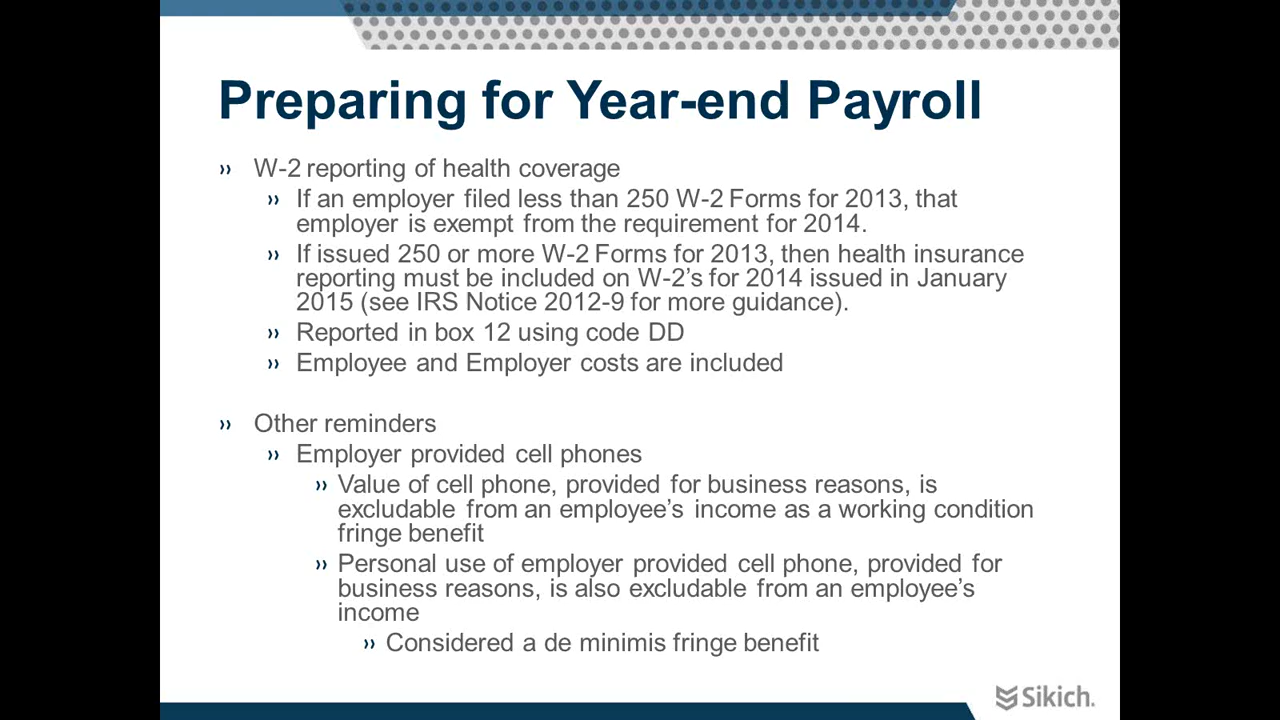 Preparing for Year-end Payroll
›› W-2 reporting of health coverage
›› If an employer filed less than 250 W-2 Forms for 2013, that
employer is exempt from the requirement for 2014.
›› If issued 250 or more W-2 Forms for 2013, then health insurance
reporting must be included on W-2’s for 2014 issued in January
2015 (see IRS Notice 2012-9 for more guidance).
›› Reported in box 12 using code DD
›› Employee and Employer costs are included
›› Other reminders
›› Employer provided cell phones
›› Value of cell phone, provided for business reasons, is
excludable from an employee’s income as a working condition
fringe benefit
›› Personal use of employer provided cell phone, provided for
business reasons, is also excludable from an employee’s
income
›› Considered a de minimis fringe benefit
Sikich.